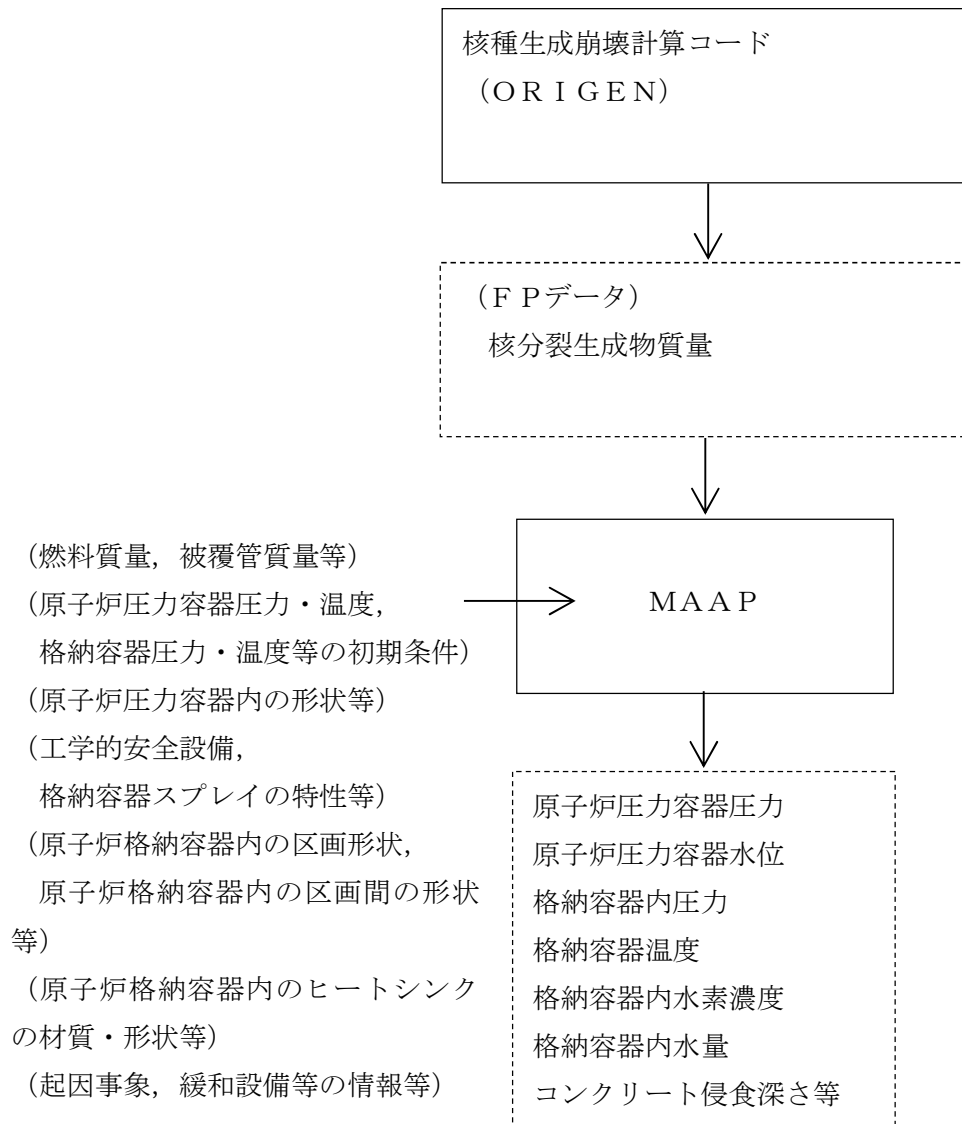 核種生成崩壊計算コード
（ＯＲＩＧＥＮ）
（ＦＰデータ）
核分裂生成物質量
（燃料質量，被覆管質量等）
（原子炉圧力容器圧力・温度，
格納容器圧力・温度等の初期条件）
（原子炉圧力容器内の形状等）
（工学的安全設備，
格納容器スプレイの特性等）
（原子炉格納容器内の区画形状，
原子炉格納容器内の区画間の形状
等）
（原子炉格納容器内のヒートシンク
の材質・形状等）
（起因事象，緩和設備等の情報等）
ＭＡＡＰ
原子炉圧力容器圧力
原子炉圧力容器水位
格納容器内圧力
格納容器温度
格納容器内水素濃度
格納容器内水量
コンクリート侵食深さ等